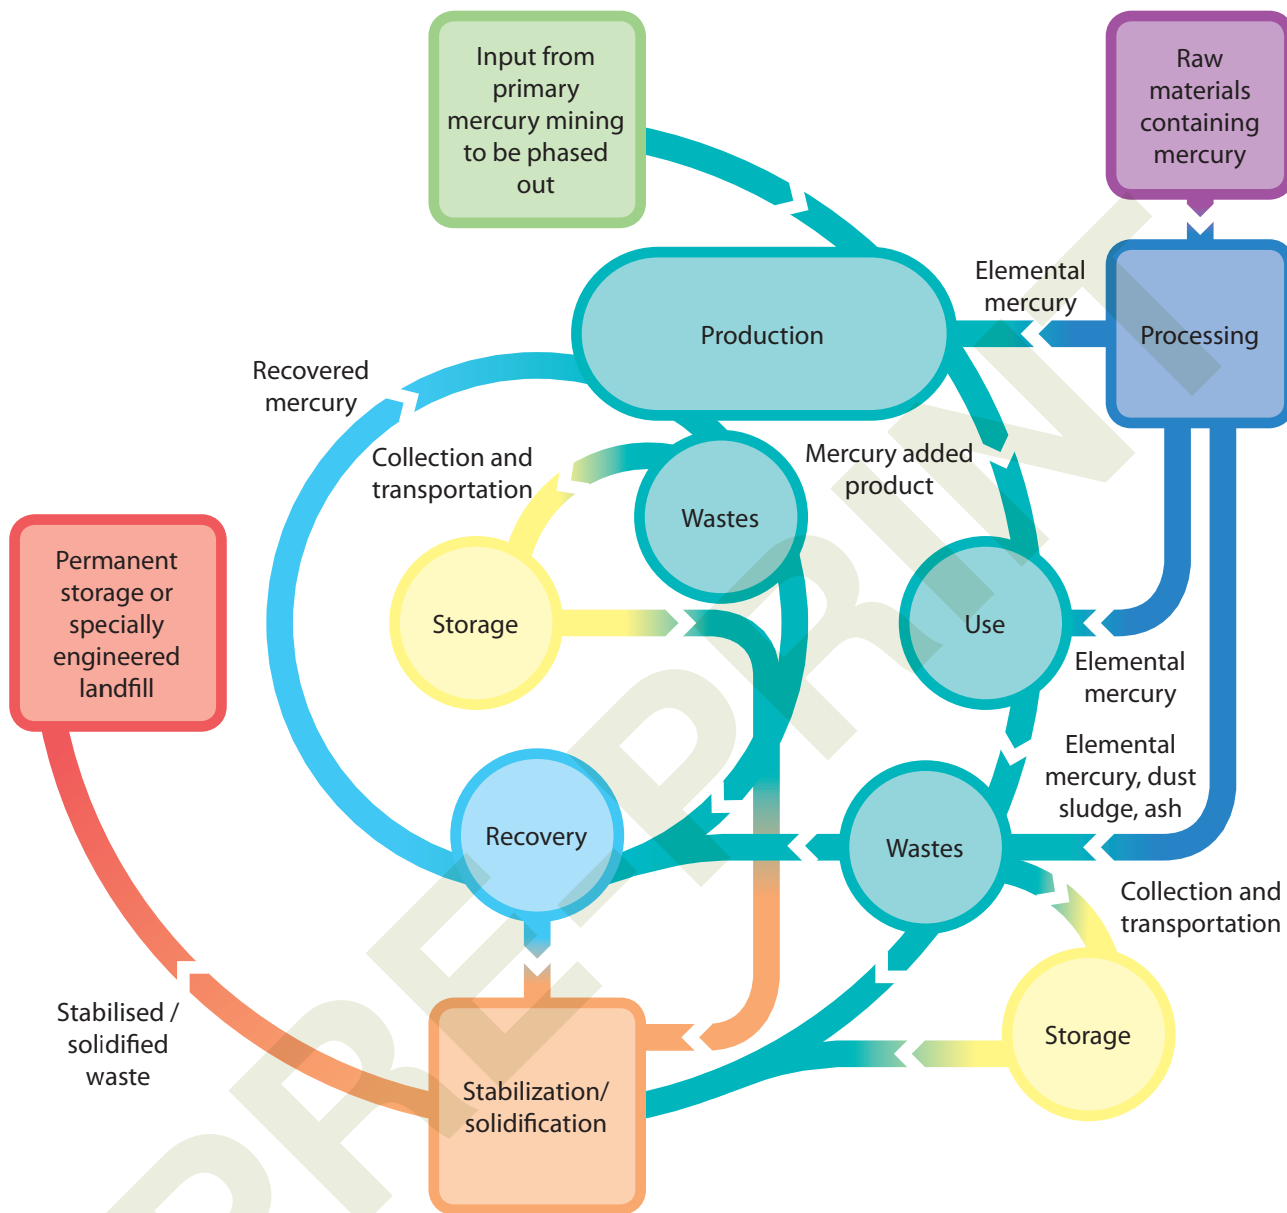 Input from
primary
mercury mining
to be phased
out
Raw
materials
containing
mercury
Elemental
mercury
Production
Processing
Recovered
mercury
Collection and
transportation
Mercury added
product
Wastes
Permanent
storage or
specially
engineered
landfill
Storage
Use
Elemental
mercury
Elemental
mercury, dust
sludge, ash
Recovery
Wastes
Collection and
transportation
Stabilised /
solidified
waste
Storage
Stabilization/
solidification
PRE PRINT